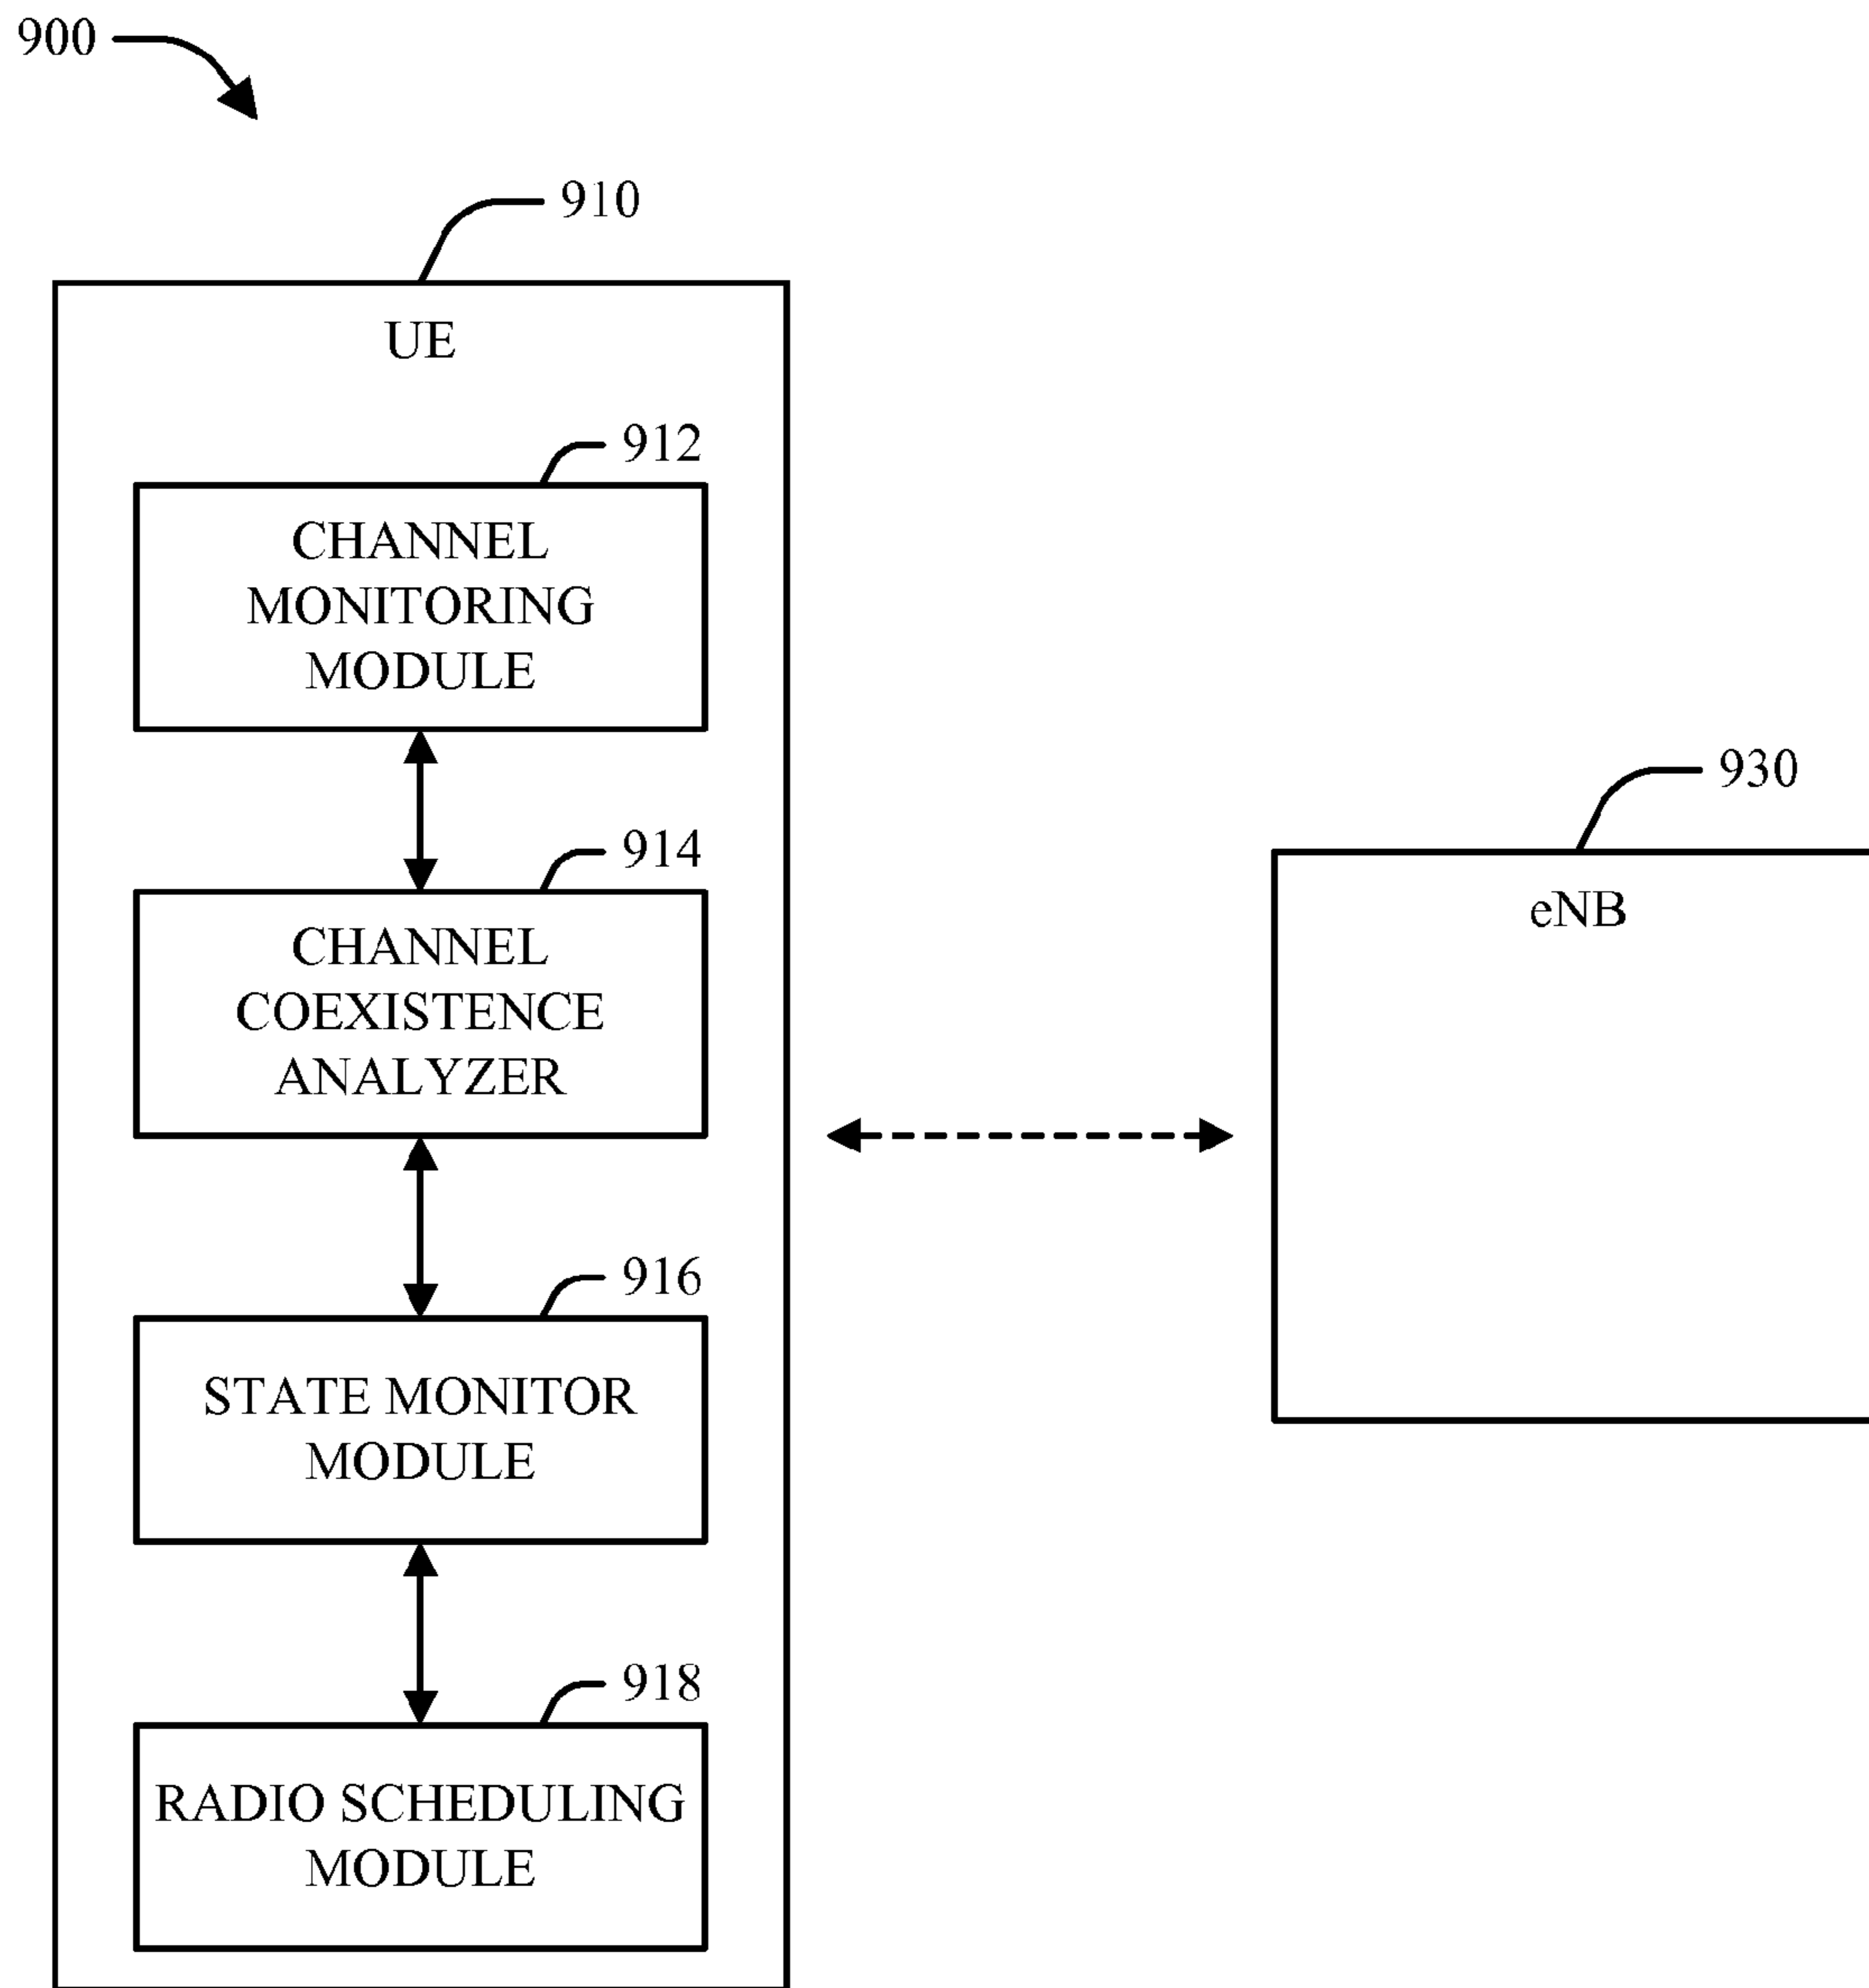 900
910
UE
912
CHANNEL
MONITORING
MODULE
930
914
eNB
CHANNEL
COEXISTENCE
ANALYZER
916
STATE MONITOR
MODULE
918
RADIO SCHEDULING
MODULE